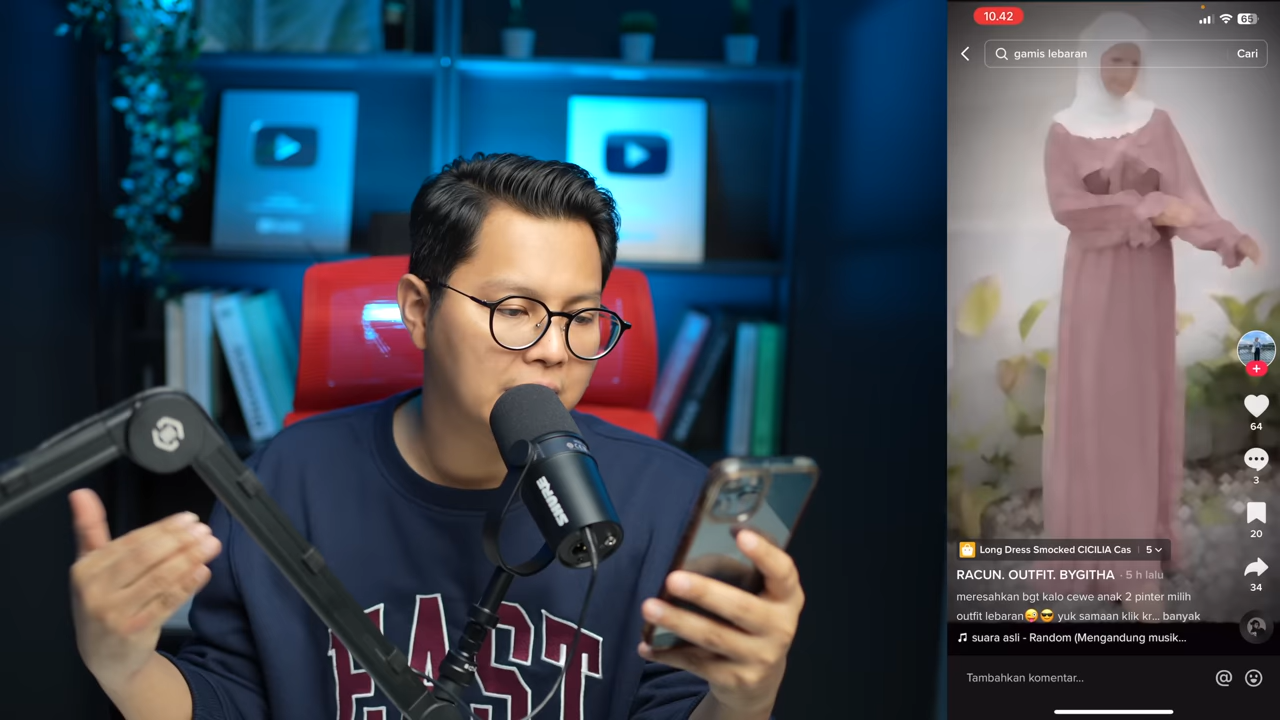 SHURE
EAST
10.42
65
gamis lebaran
Cari
64
3
20
34
Long Dress Smocked CICILIA Cas
5
RACUN. OUTFIT. BYGITHA · 5 h lalu
meresahkan bgt kalo cewe anak 2 pinter milih
outfit lebaran😜😎 yuk samaan klik kr... banyak
suara asli - Random (Mengandung musik...
Tambahkan komentar...
@